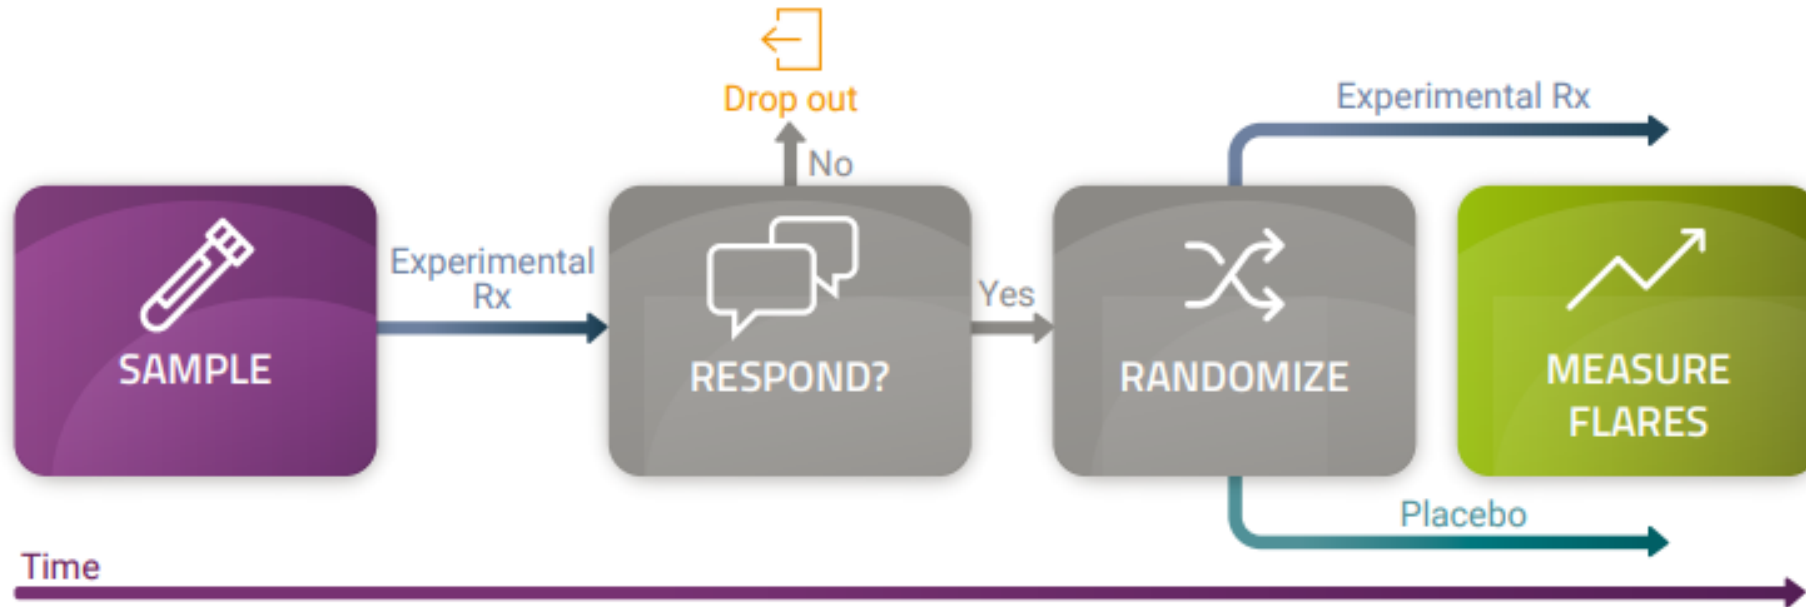 Drop out
No
Experimental Rx
SAMPLE
Experimental
Rx
RESPOND?
Yes
RANDOMIZE
MEASURE
FLARES
Placebo
Time